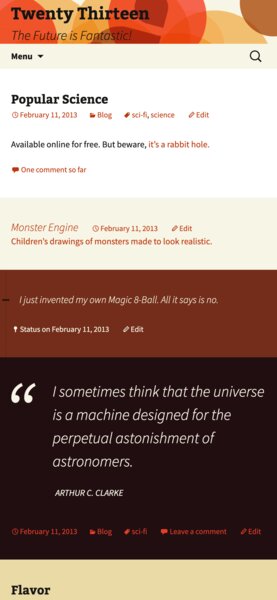 Twenty Thirteen
The Future is Fantastic!
Menu
Popular Science
February 11, 2013 Blog sci-fi, science Edit
Available online for free. But beware, it's a rabbit hole.
One comment so far
Monster Engine February 11, 2013 Edit
Children's drawings of monsters made to look realistic.
I just invented my own Magic 8-Ball. All it says is no.
Status on February 11, 2013 Edit
“ I sometimes think that the universe
is a machine designed for the
perpetual astonishment of
astronomers.
ARTHUR C. CLARKE
February 11, 2013 Blog sci-fi Leave a comment Edit
Flavor